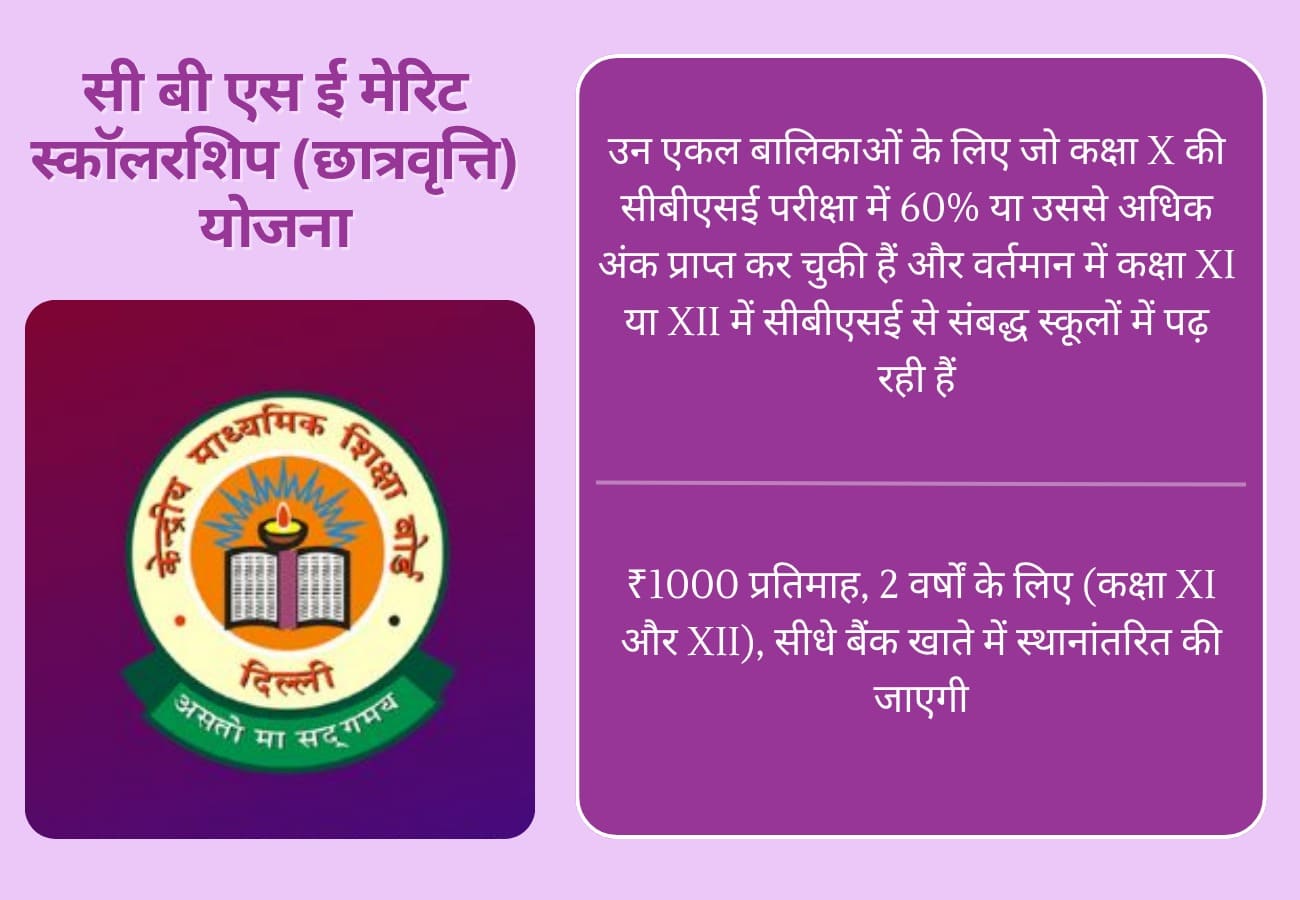 सी बी एस ई मेरिट
स्कॉलरशिप (छात्रवृत्ति)
योजना
केन्द्रीय माध्यमिक शिक्षा बोर्ड
दिल्ली
असतो मा सद्गमय
उन एकल बालिकाओं के लिए जो कक्षा X की
सीबीएसई परीक्षा में 60% या उससे अधिक
अंक प्राप्त कर चुकी हैं और वर्तमान में कक्षा XI
या XII में सीबीएसई से संबद्ध स्कूलों में पढ़
रही हैं
₹1000 प्रतिमाह, 2 वर्षों के लिए (कक्षा XI
और XII), सीधे बैंक खाते में स्थानांतरित की
जाएगी